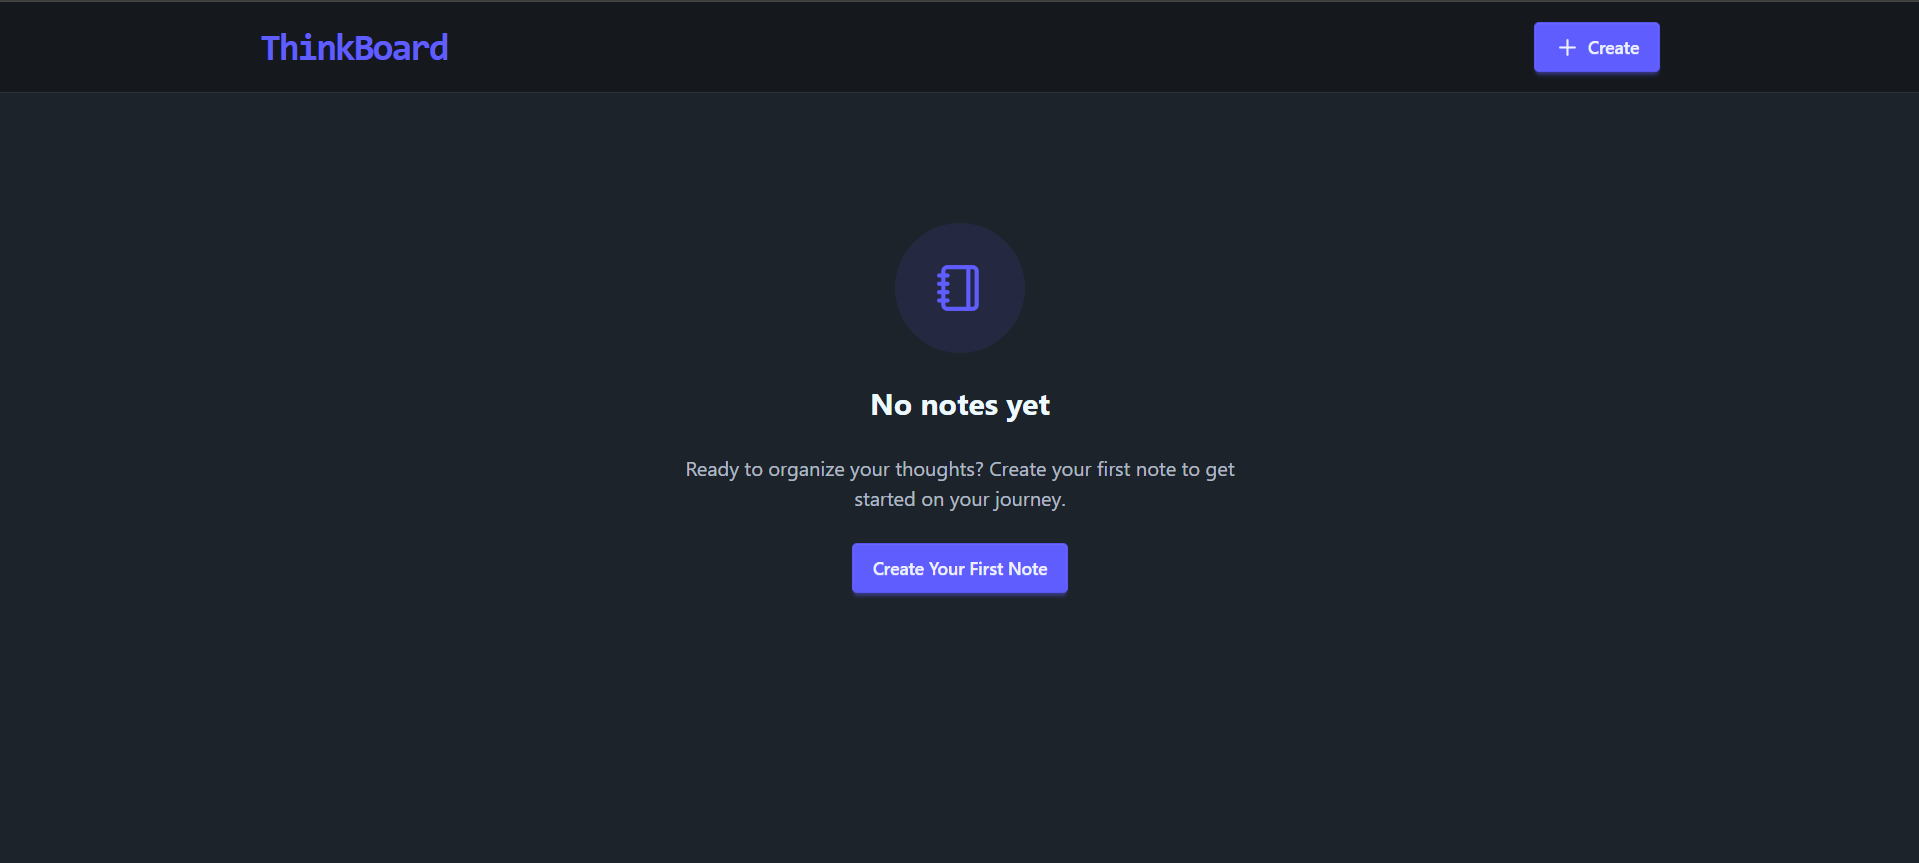 ThinkBoard
Create
No notes yet
Ready to organize your thoughts? Create your first note to get
started on your journey.
Create Your First Note